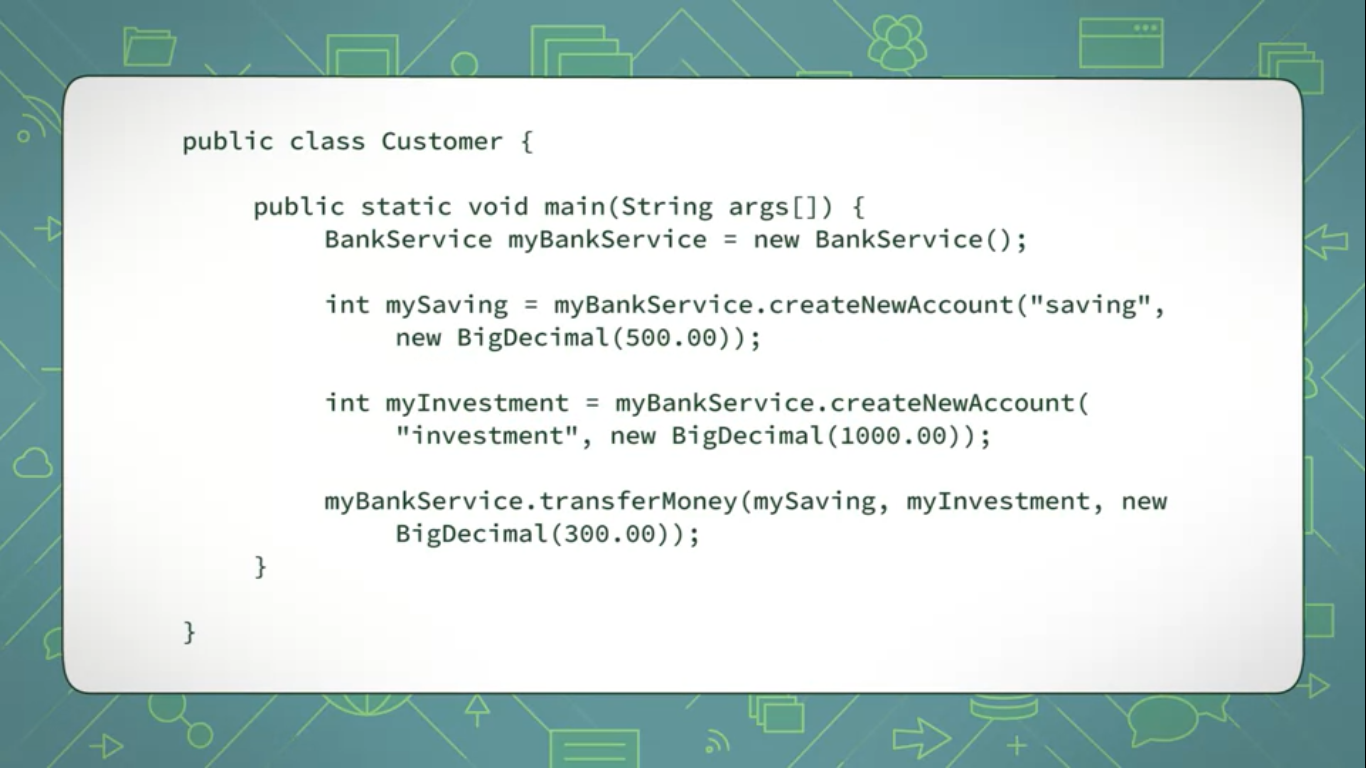 public class Customer {
public static void main(String args[]) {
BankService myBankService = new BankService();
int mySaving = myBankService.createNewAccount("saving",
new BigDecimal(500.00));
int myInvestment = myBankService.createNewAccount(
"investment", new BigDecimal(1000.00));
myBankService.transferMoney(mySaving, myInvestment, new
BigDecimal(300.00));
}
}